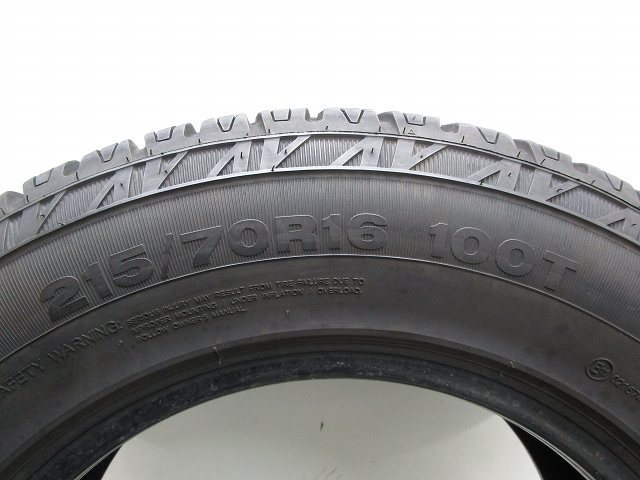 215/70R16 100T
SAFETY WARNING:
SERIOUS INJURY MAY RESULT FROM TIRE FAILURE DUE TO
IMPROPER MOUNTING / UNDER INFLATION / OVERLOAD.
FOLLOW OWNERS MANUAL.